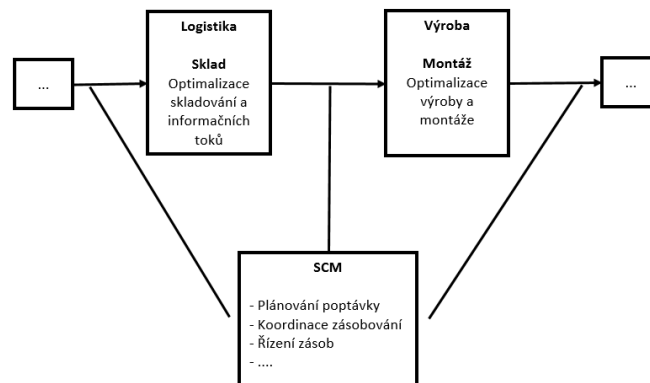 Logistika
Sklad
Optimalizace
skladování a
informačních
toků
Výroba
Montáž
Optimalizace
výroby a
montáže
...
...
SCM
- Plánování poptávky
- Koordinace zásobování
- Řízení zásob
- ....